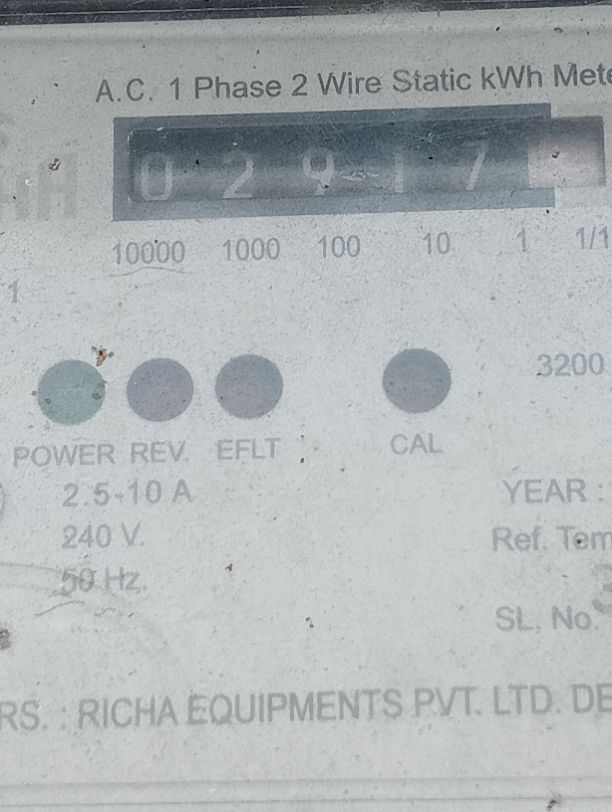 A.C. 1 Phase 2 Wire Static kWh Mete
0 2 9 1 7
10000 1000 100 10 1 1/1
1
3200
POWER REV. EFLT CAL
2.5-10 A YEAR :
240 V. Ref. Tem
50 Hz.
SL. No.
RS. : RICHA EQUIPMENTS PVT. LTD. DE